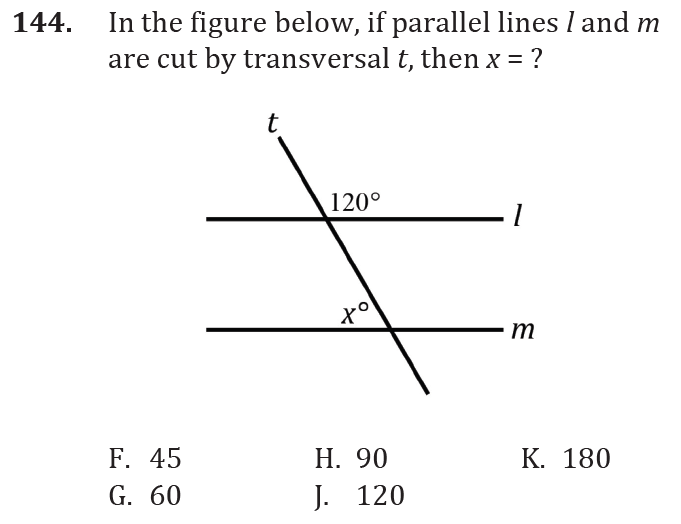 144. In the figure below, if parallel lines l and m
are cut by transversal t, then x = ?
t
120°
l
x°
m
F. 45 H. 90 K. 180
G. 60 J. 120